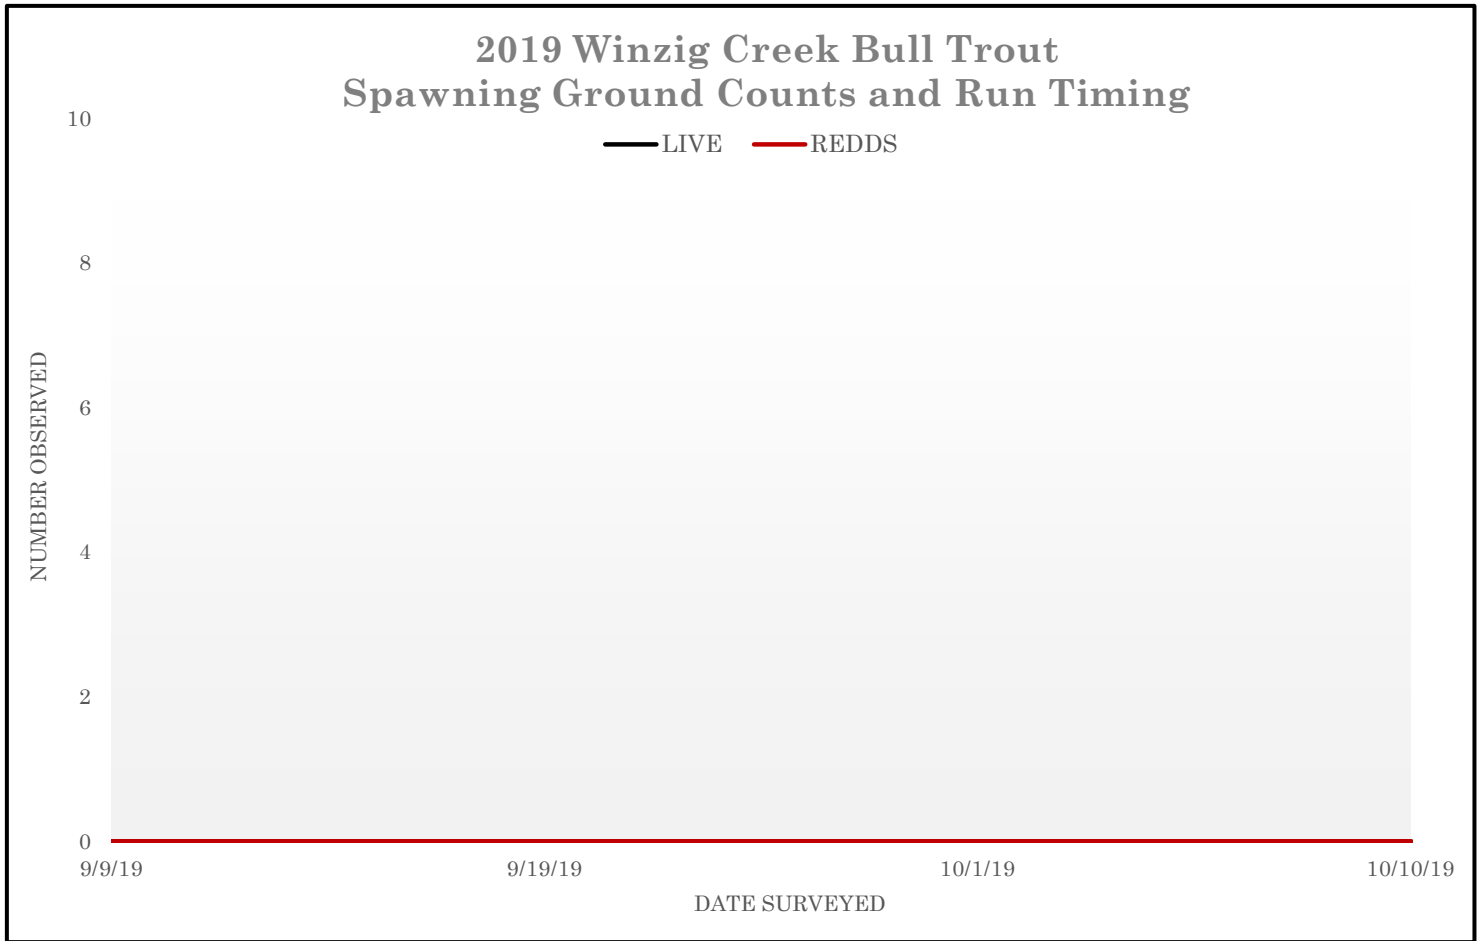 2019 Winzig Creek Bull Trout
Spawning Ground Counts and Run Timing
LIVE REDDS
10
8
6
4
2
0
NUMBER OBSERVED
9/9/19 9/19/19 10/1/19 10/10/19
DATE SURVEYED